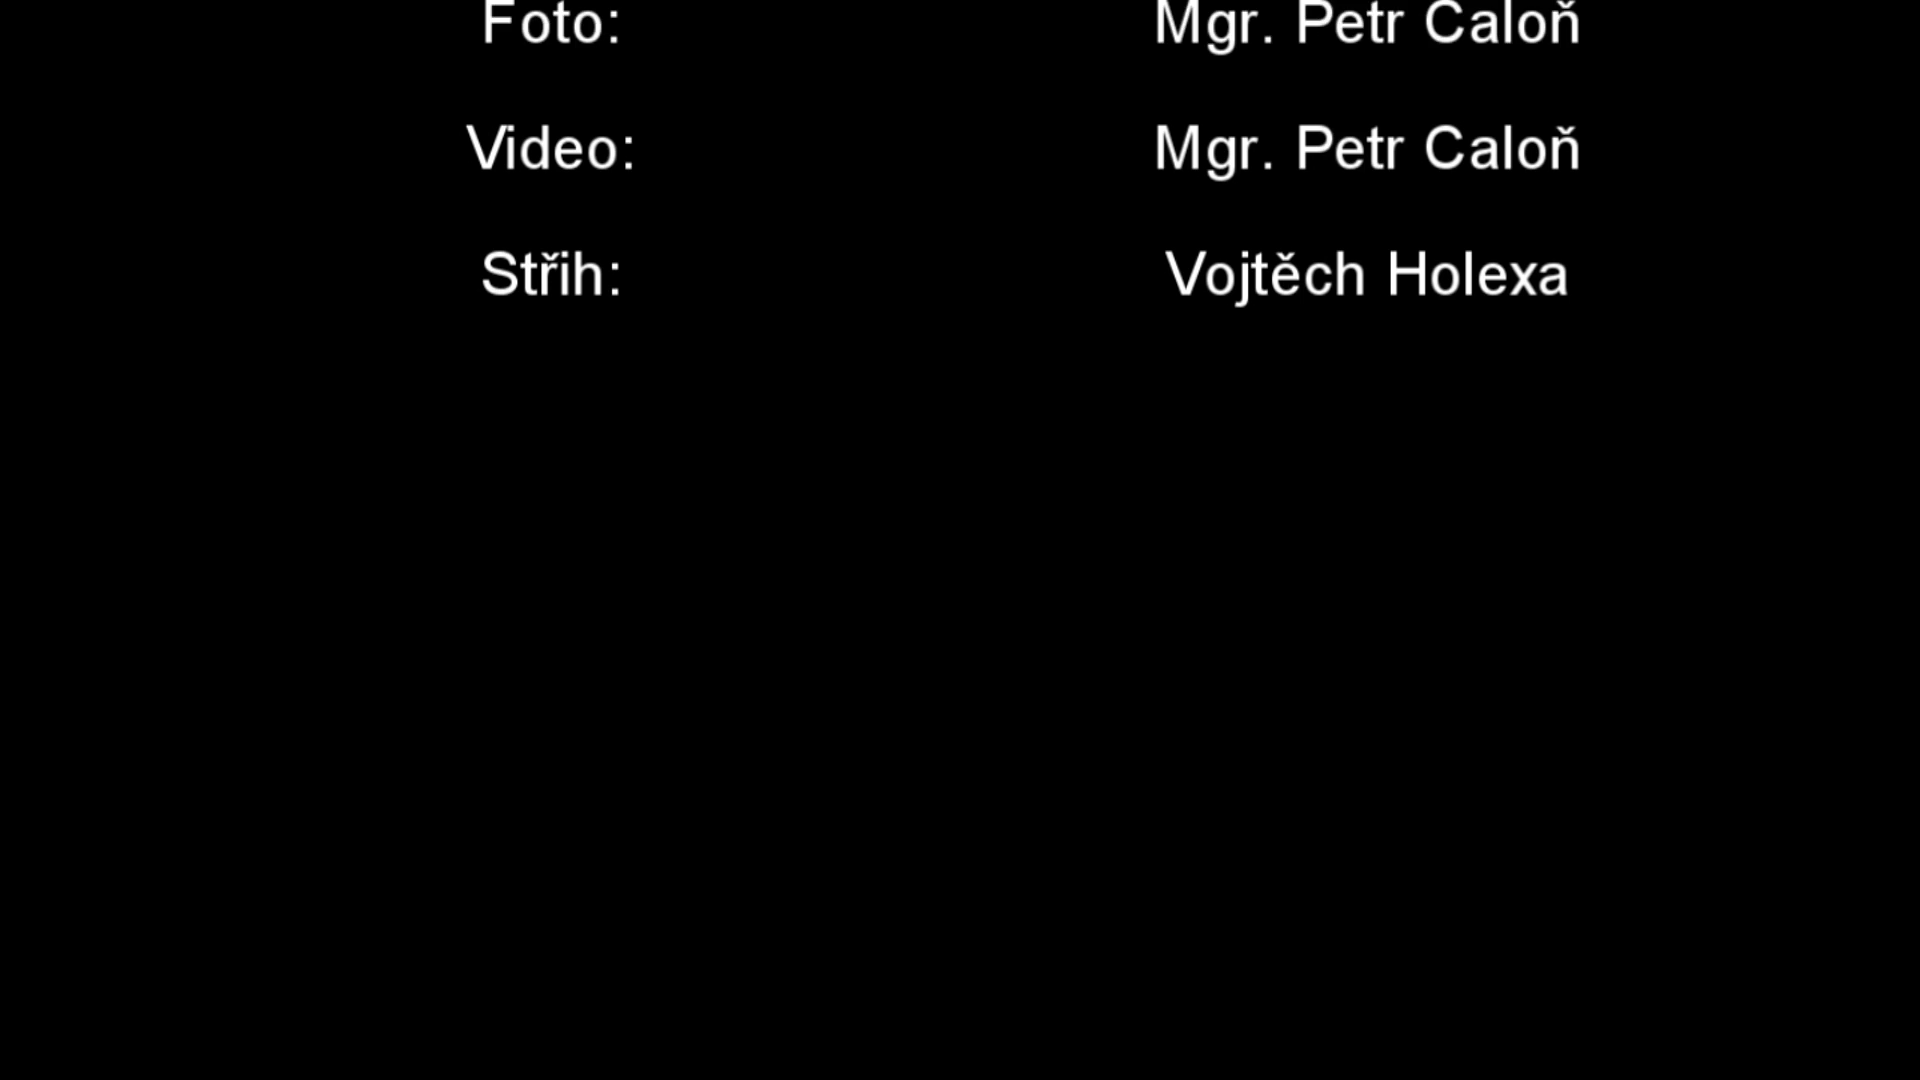 Foto: Mgr. Petr Caloň
Video: Mgr. Petr Caloň
Střih: Vojtěch Holexa